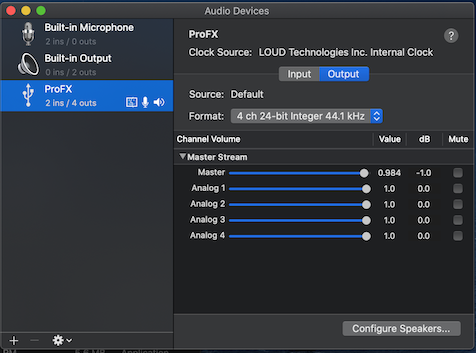 Audio Devices
Built-in Microphone
2 ins / 0 outs
Built-in Output
0 ins / 2 outs
ProFX
2 ins / 4 outs
ProFX
?
Clock Source: LOUD Technologies Inc. Internal Clock
Input Output
Source: Default
Format: 4 ch 24-bit Integer 44.1 kHz
Channel Volume Value dB Mute
Master Stream
Master 0.984 -1.0
Analog 1 1.0 0.0
Analog 2 1.0 0.0
Analog 3 1.0 0.0
Analog 4 1.0 0.0
Configure Speakers...